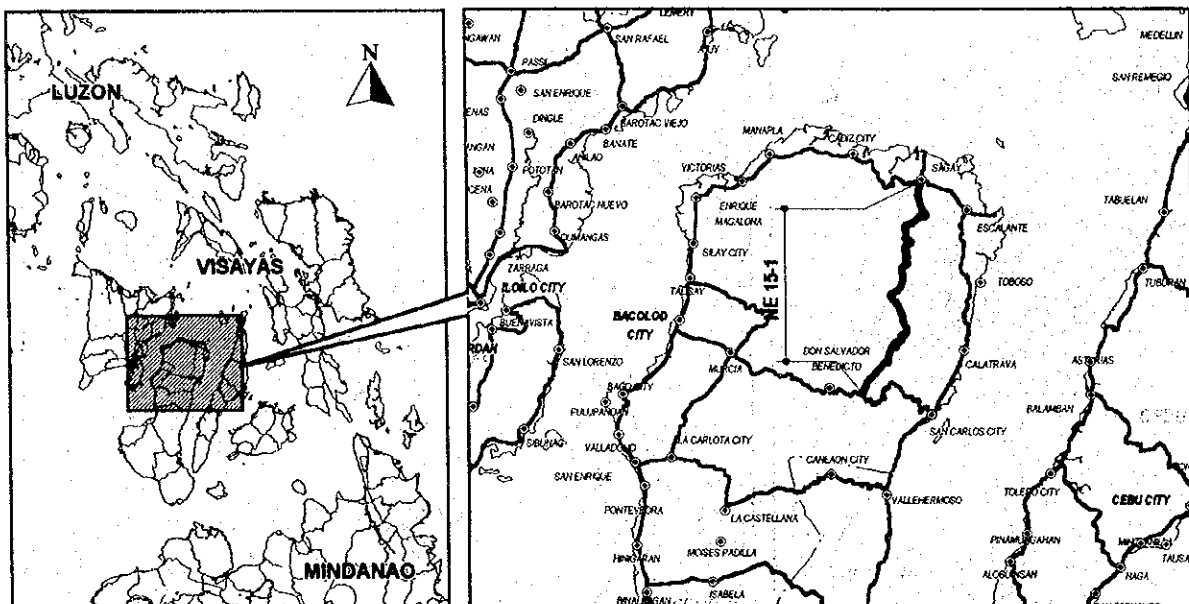 N
LUZON
VISAYAS
MINDANAO
LEMERY
SAN RAFAEL
AJUY
MEDELLIN
PASSI
SAN REMEGIO
SAN ENRIQUE
DINGLE
BAROTAC VIEJO
BANATE
ANILAO
POTOTAN
BAROTAC NUEVO
DUMANGAS
ZARRAGA
ILOILO CITY
BUENAVISTA
SAN LORENZO
SIBUNAG
MANAPLA
CADIZ CITY
VICTORIAS
SAGAY
ENRIQUE
MAGALONA
ESCALANTE
TABUELAN
SILAY CITY
NE 15-1
TALISAY
TOBOSO
TUBURAN
BACOLOD
CITY
DON SALVADOR
BENEDICTO
MURCIA
CALATRAVA
ASTURIAS
BAGO CITY
PULUPANDAN
BALAMBAN
SAN CARLOS CITY
VALLADOLID
LA CARLOTA CITY
SAN ENRIQUE
CANLAON CITY
TOLEDO CITY
VALLEHERMOSO
CEBU CITY
PONTEVEDRA
LA CASTELLANA
PINAMUNGAHAN
MOISES PADILLA
HINIGARAN
ALOGUINSAN
NAGA
ISABELA
BINALBAGAN